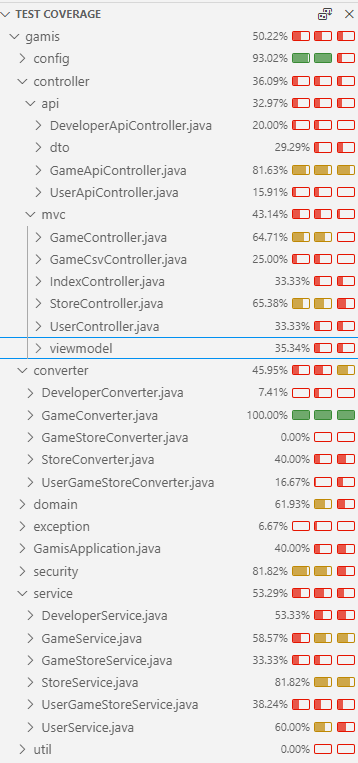 TEST COVERAGE
gamis 50.22%
config 93.02%
controller 36.09%
api 32.97%
DeveloperApiController.java 20.00%
dto 29.29%
GameApiController.java 81.63%
UserApiController.java 15.91%
mvc 43.14%
GameController.java 64.71%
GameCsvController.java 25.00%
IndexController.java 33.33%
StoreController.java 65.38%
UserController.java 33.33%
viewmodel 35.34%
converter 45.95%
DeveloperConverter.java 7.41%
GameConverter.java 100.00%
GameStoreConverter.java 0.00%
StoreConverter.java 40.00%
UserGameStoreConverter.java 16.67%
domain 61.93%
exception 6.67%
GamisApplication.java 40.00%
security 81.82%
service 53.29%
DeveloperService.java 53.33%
GameService.java 58.57%
GameStoreService.java 33.33%
StoreService.java 81.82%
UserGameStoreService.java 38.24%
UserService.java 60.00%
util 0.00%